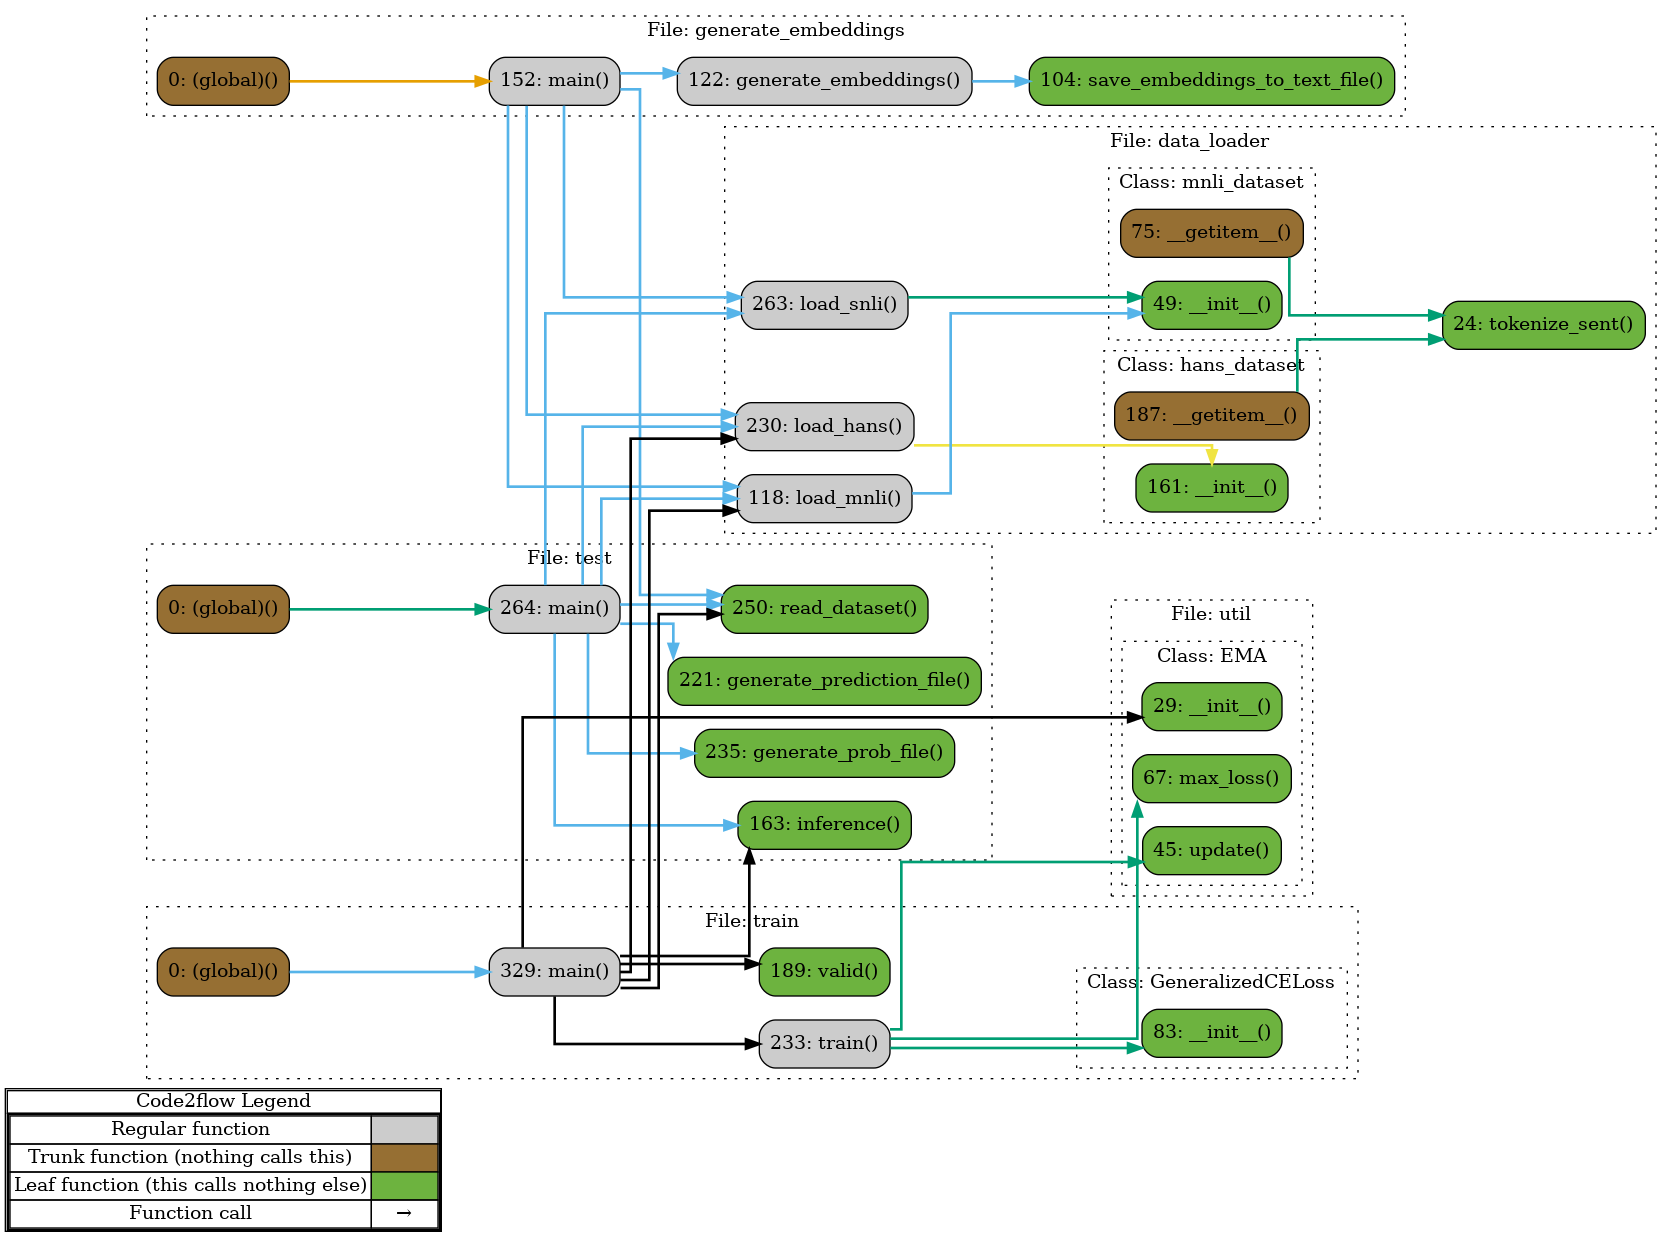 File: generate_embeddings
0: (global)()
152: main()
122: generate_embeddings()
104: save_embeddings_to_text_file()
File: data_loader
Class: mnli_dataset
75: __getitem__()
263: load_snli()
49: __init__()
24: tokenize_sent()
Class: hans_dataset
230: load_hans()
187: __getitem__()
118: load_mnli()
161: __init__()
File: test
0: (global)()
264: main()
250: read_dataset()
221: generate_prediction_file()
235: generate_prob_file()
163: inference()
File: util
Class: EMA
29: __init__()
67: max_loss()
45: update()
File: train
0: (global)()
329: main()
189: valid()
233: train()
Class: GeneralizedCELoss
83: __init__()
Code2flow Legend
Regular function
Trunk function (nothing calls this)
Leaf function (this calls nothing else)
Function call →